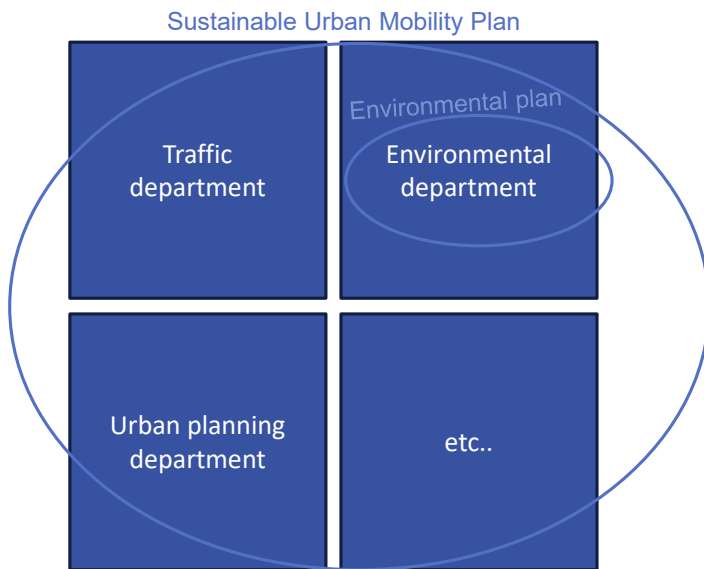 Sustainable Urban Mobility Plan
Environmental plan
Traffic
department
Environmental
department
Urban planning
department
etc..